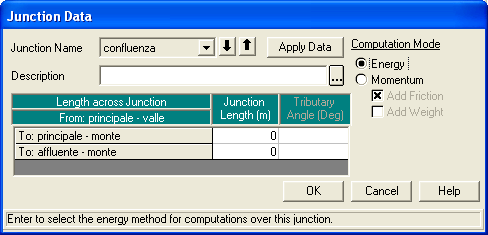 Junction Data
Junction Name confluenza Apply Data Computation Mode
Energy
Description ... Momentum
Add Friction
Add Weight
Length across Junction Junction Tributary
From: principale - valle Length (m) Angle (Deg)
To: principale - monte 0
To: affluente - monte 0
OK Cancel Help
Enter to select the energy method for computations over this junction.